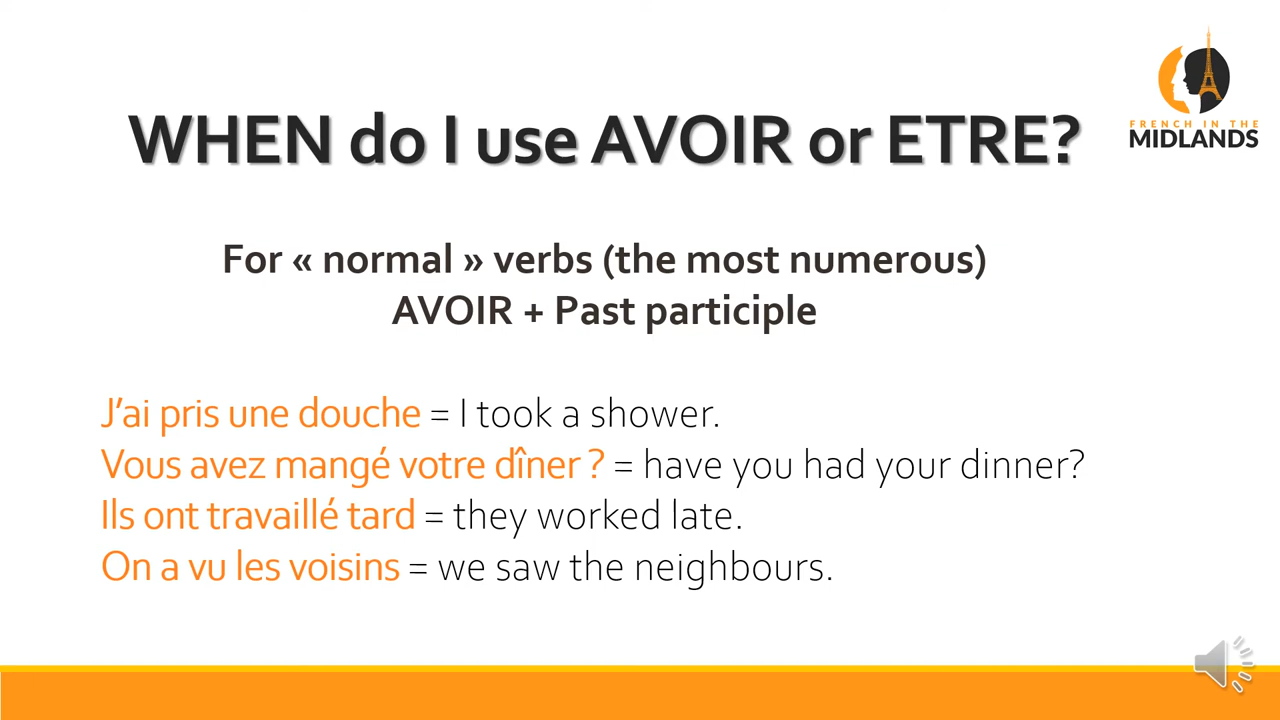 FRENCH IN THE
MIDLANDS
WHEN do I use AVOIR or ETRE?
For « normal » verbs (the most numerous)
AVOIR + Past participle
J’ai pris une douche = I took a shower.
Vous avez mangé votre dîner ? = have you had your dinner?
Ils ont travaillé tard = they worked late.
On a vu les voisins = we saw the neighbours.